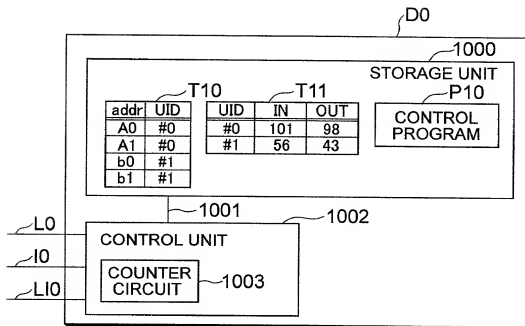 D0
1000
STORAGE UNIT
T10 T11 P10
addr UID
A0 #0
A1 #0
b0 #1
b1 #1
UID IN OUT
#0 101 98
#1 56 43
CONTROL PROGRAM
1001 1002
L0
CONTROL UNIT
I0
COUNTER CIRCUIT 1003
LI0